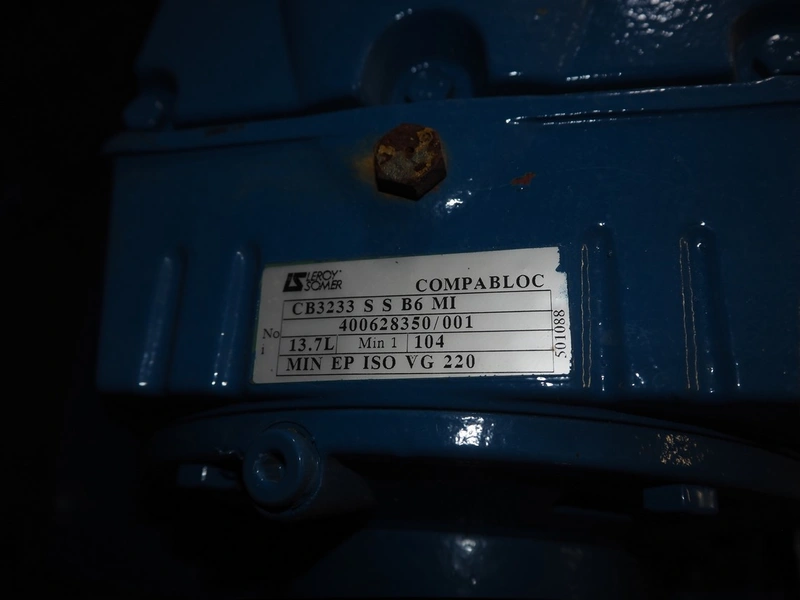 LEROY® SOMER COMPABLOC
CB3233 S S B6 MI
No 400628350/001
i 13.7L Min 1 104
MIN EP ISO VG 220
501088